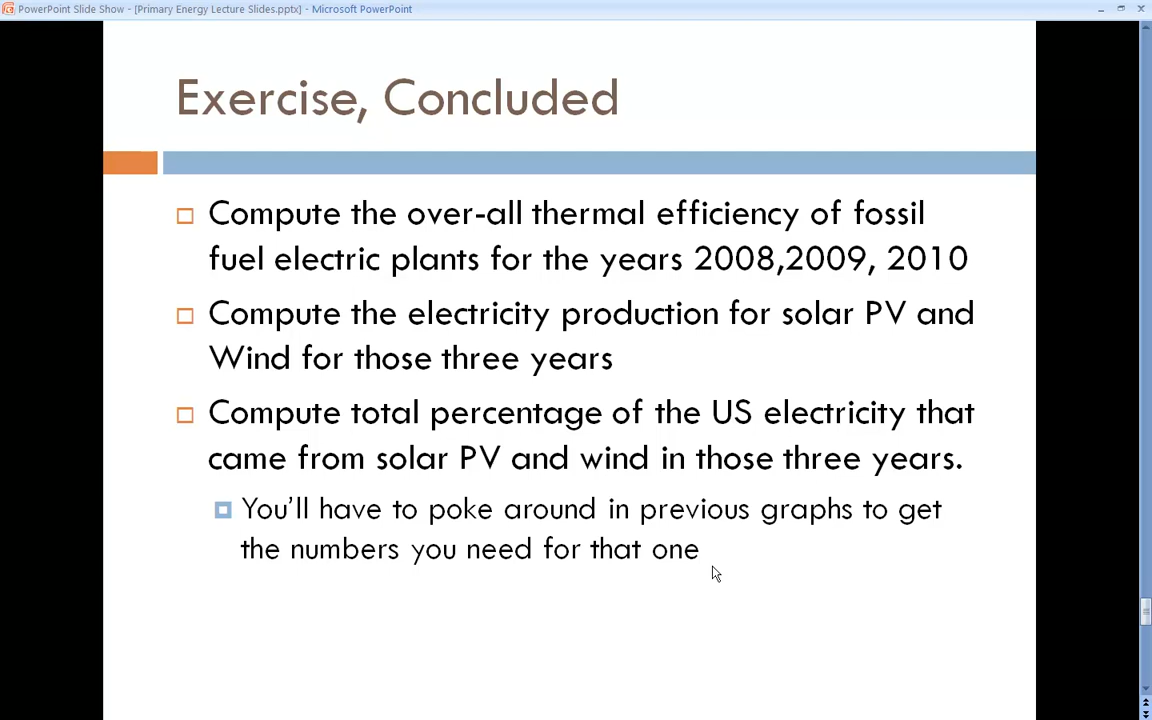 PowerPoint Slide Show - [Primary Energy Lecture Slides.pptx] - Microsoft PowerPoint
Exercise, Concluded
Compute the over-all thermal efficiency of fossil
fuel electric plants for the years 2008,2009, 2010
Compute the electricity production for solar PV and
Wind for those three years
Compute total percentage of the US electricity that
came from solar PV and wind in those three years.
You'll have to poke around in previous graphs to get
the numbers you need for that one